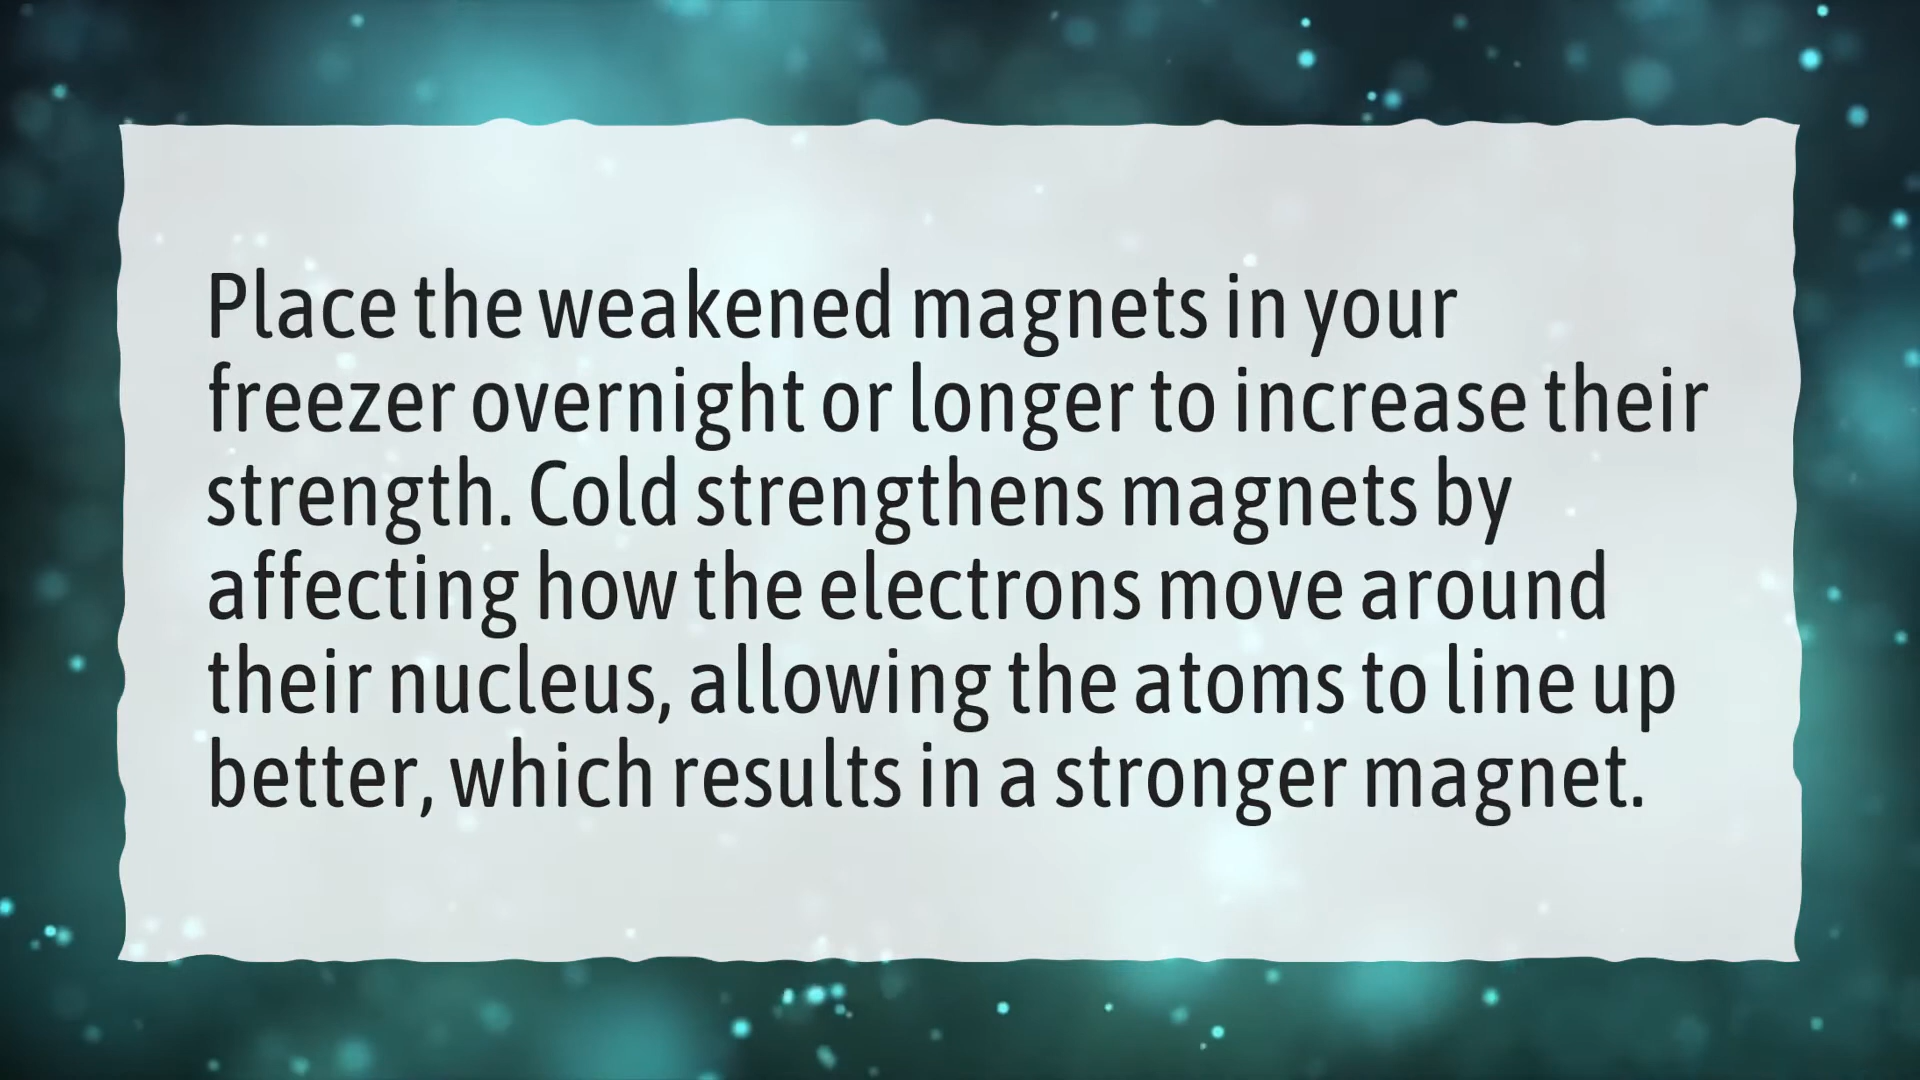 Place the weakened magnets in your
freezer overnight or longer to increase their
strength. Cold strengthens magnets by
affecting how the electrons move around
their nucleus, allowing the atoms to line up
better, which results in a stronger magnet.